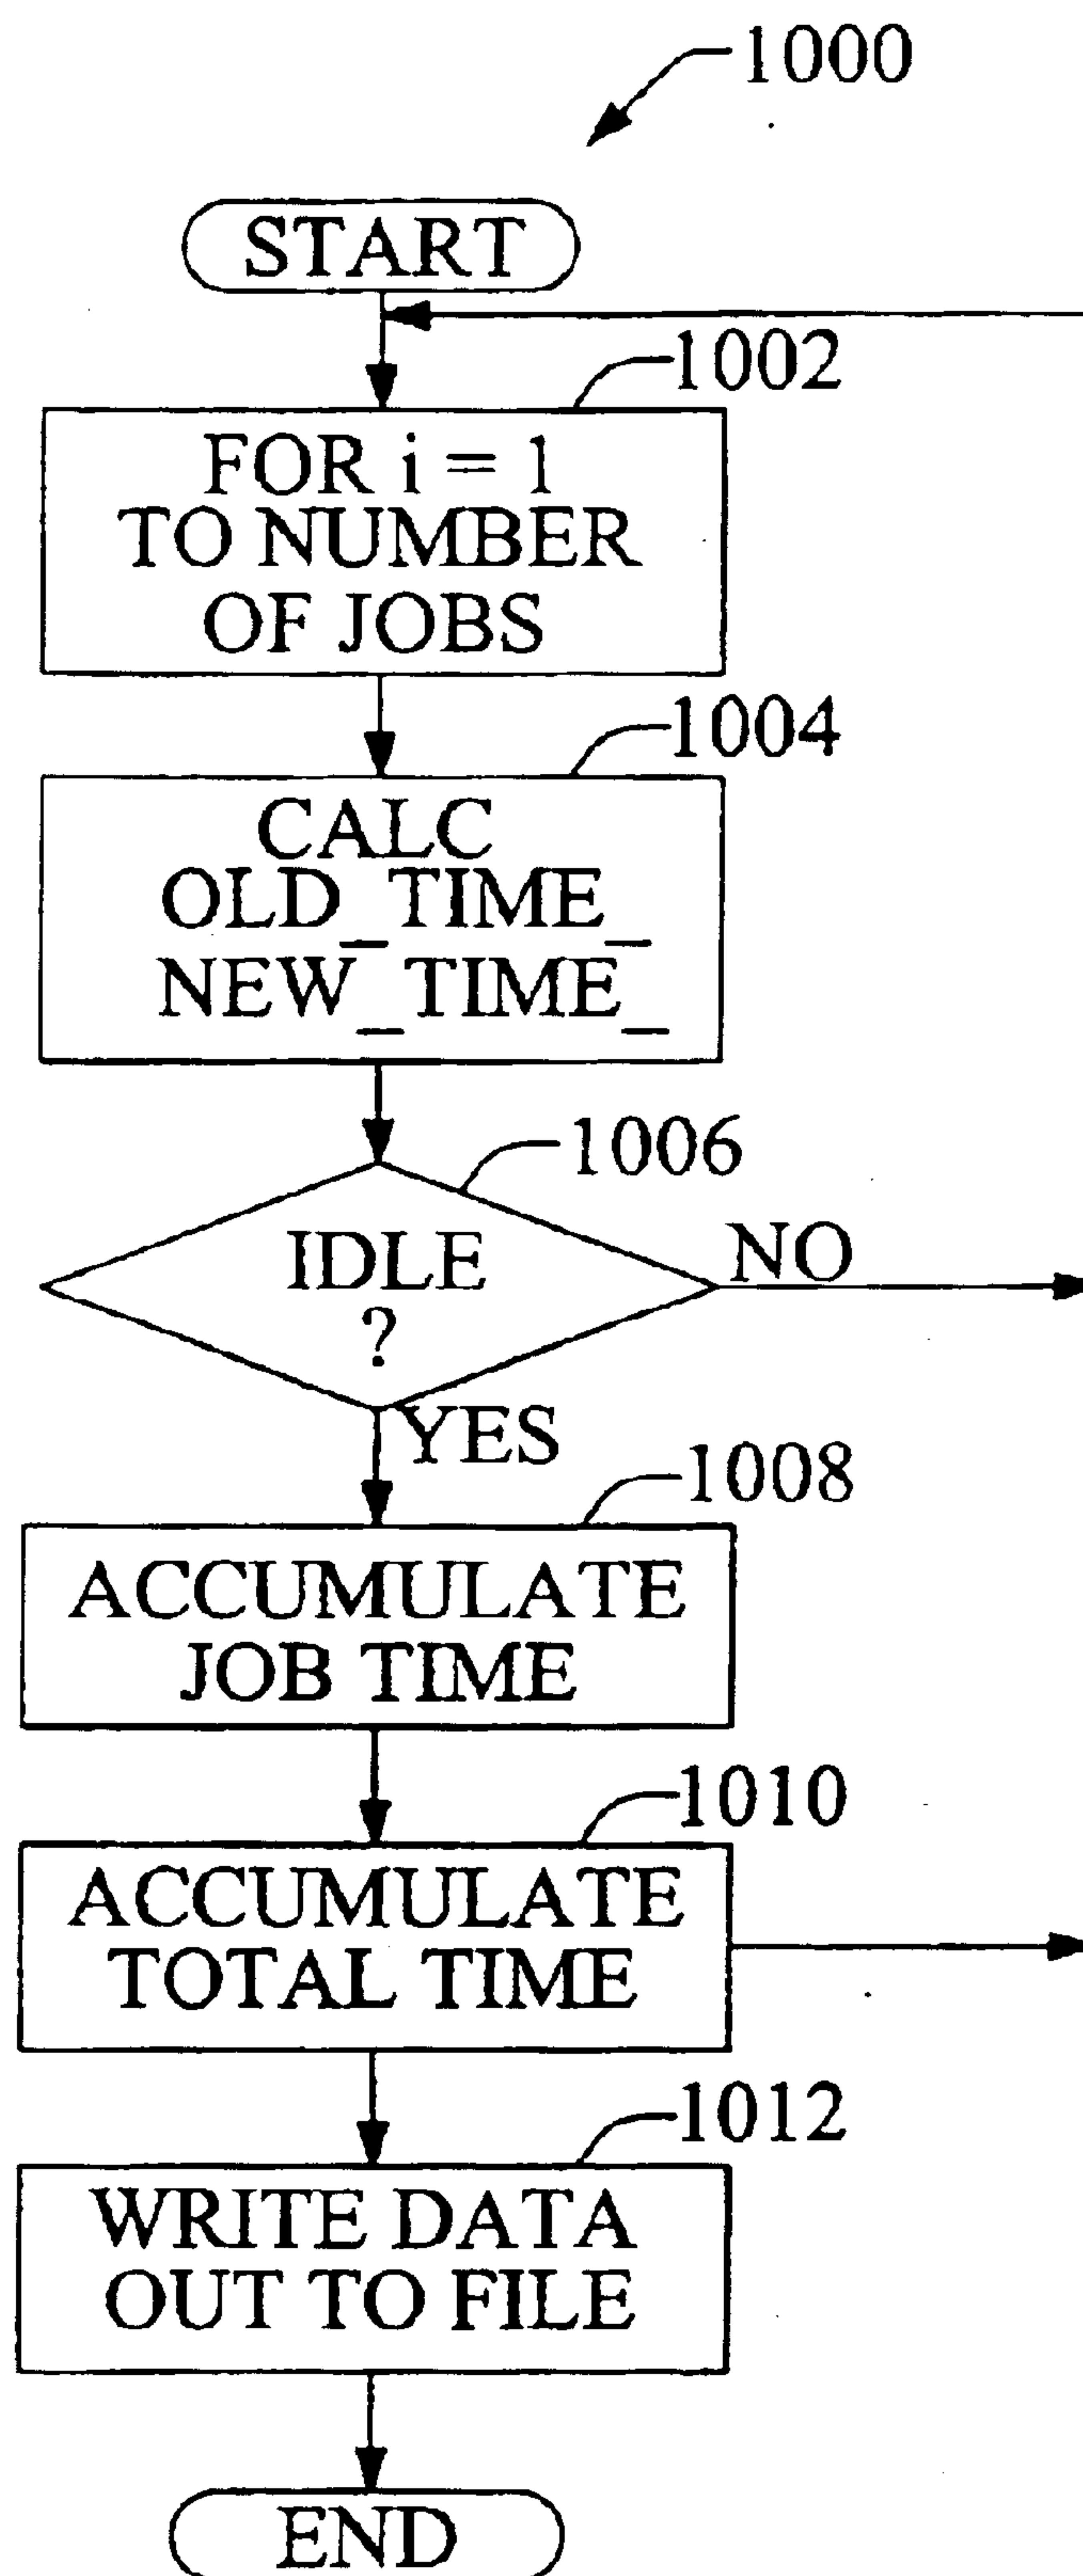 1000
START
1002
FOR i = 1
TO NUMBER
OF JOBS
1004
CALC
OLD_TIME_
NEW_TIME_
1006
IDLE
?
NO
YES
1008
ACCUMULATE
JOB TIME
1010
ACCUMULATE
TOTAL TIME
1012
WRITE DATA
OUT TO FILE
END